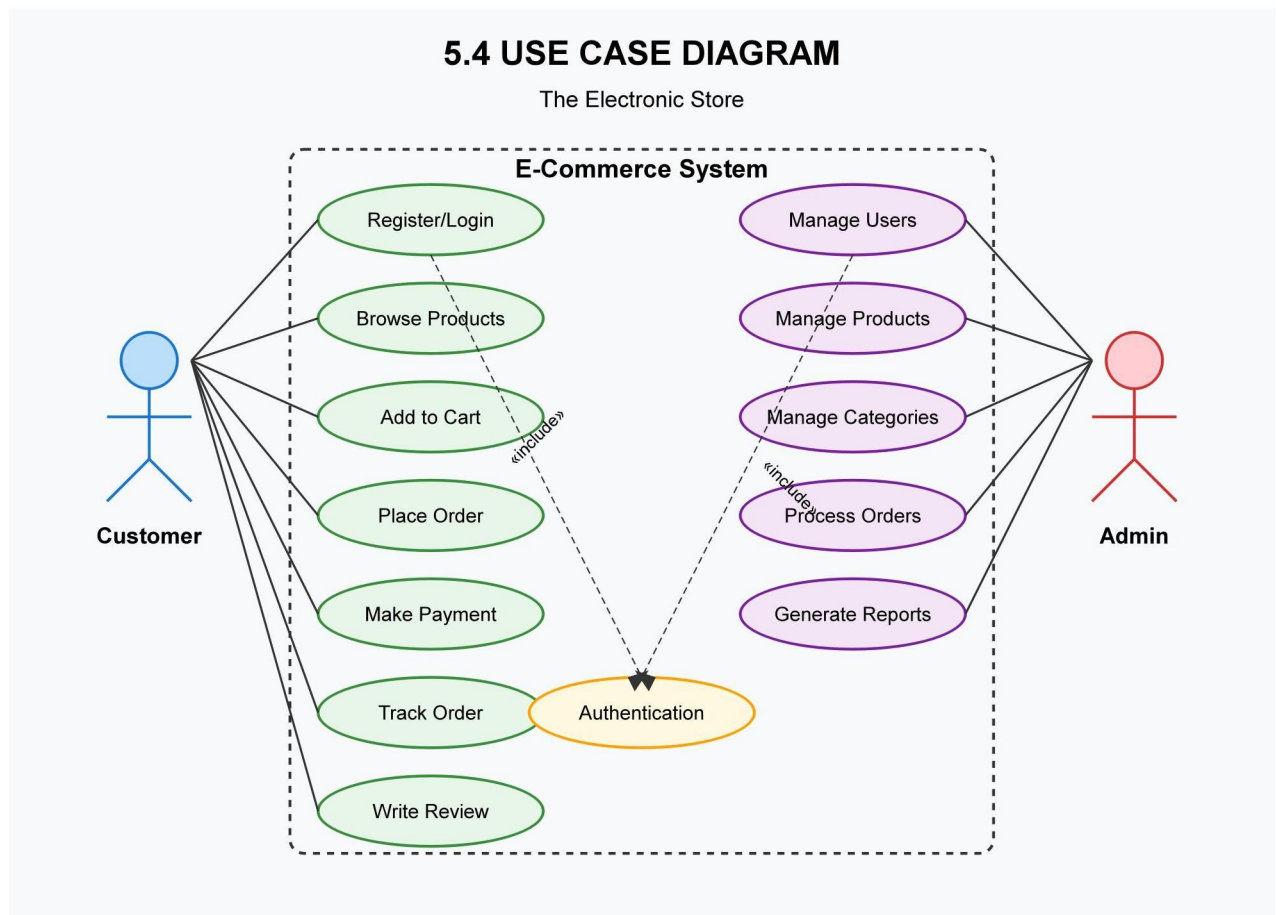 5.4 USE CASE DIAGRAM
The Electronic Store
E-Commerce System
Register/Login
Manage Users
Browse Products
Manage Products
Add to Cart
Manage Categories
«include»
«include»
Place Order
Process Orders
Customer
Admin
Make Payment
Generate Reports
Track Order
Authentication
Write Review